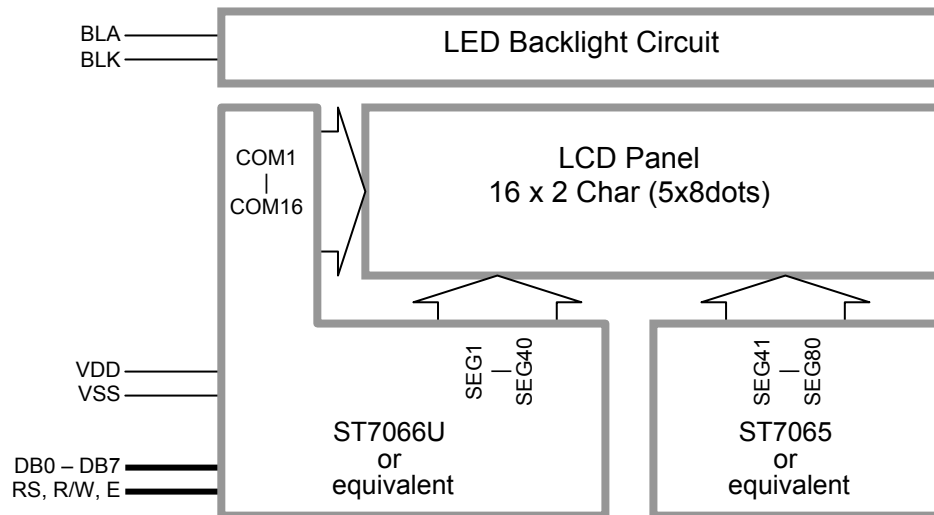 BLA
BLK
LED Backlight Circuit
COM1
|
COM16
LCD Panel
16 x 2 Char (5x8dots)
SEG1
—
SEG40
SEG41
—
SEG80
VDD
VSS
ST7066U
or
equivalent
ST7065
or
equivalent
DB0 – DB7
RS, R/W, E